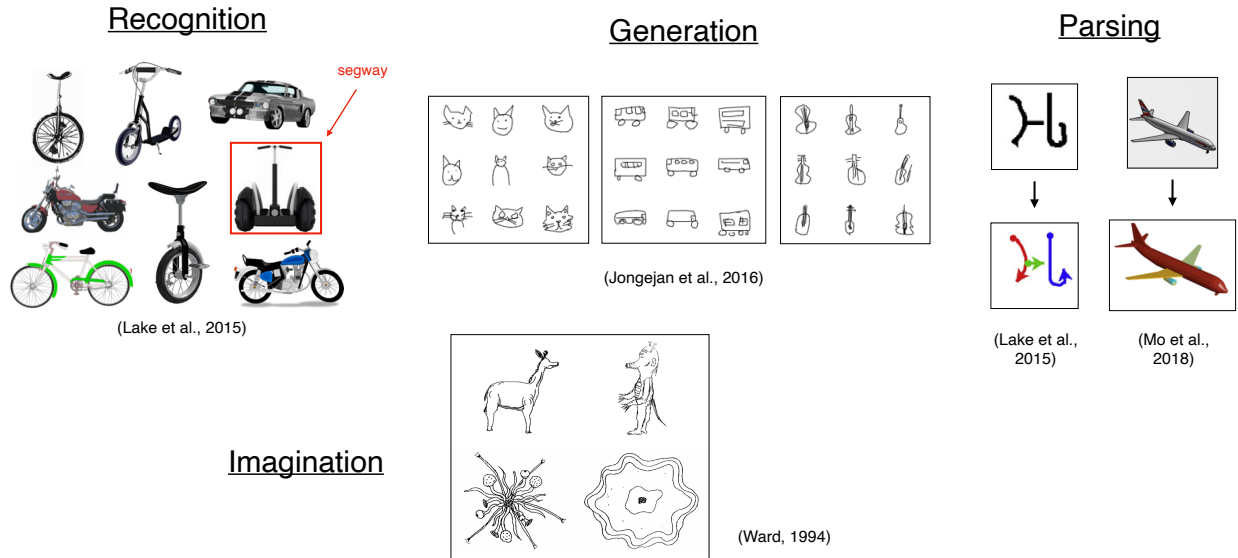 Recognition
segway
(Lake et al., 2015)
Generation
(Jongejan et al., 2016)
Parsing
(Lake et al.,
2015)
(Mo et al.,
2018)
Imagination
(Ward, 1994)